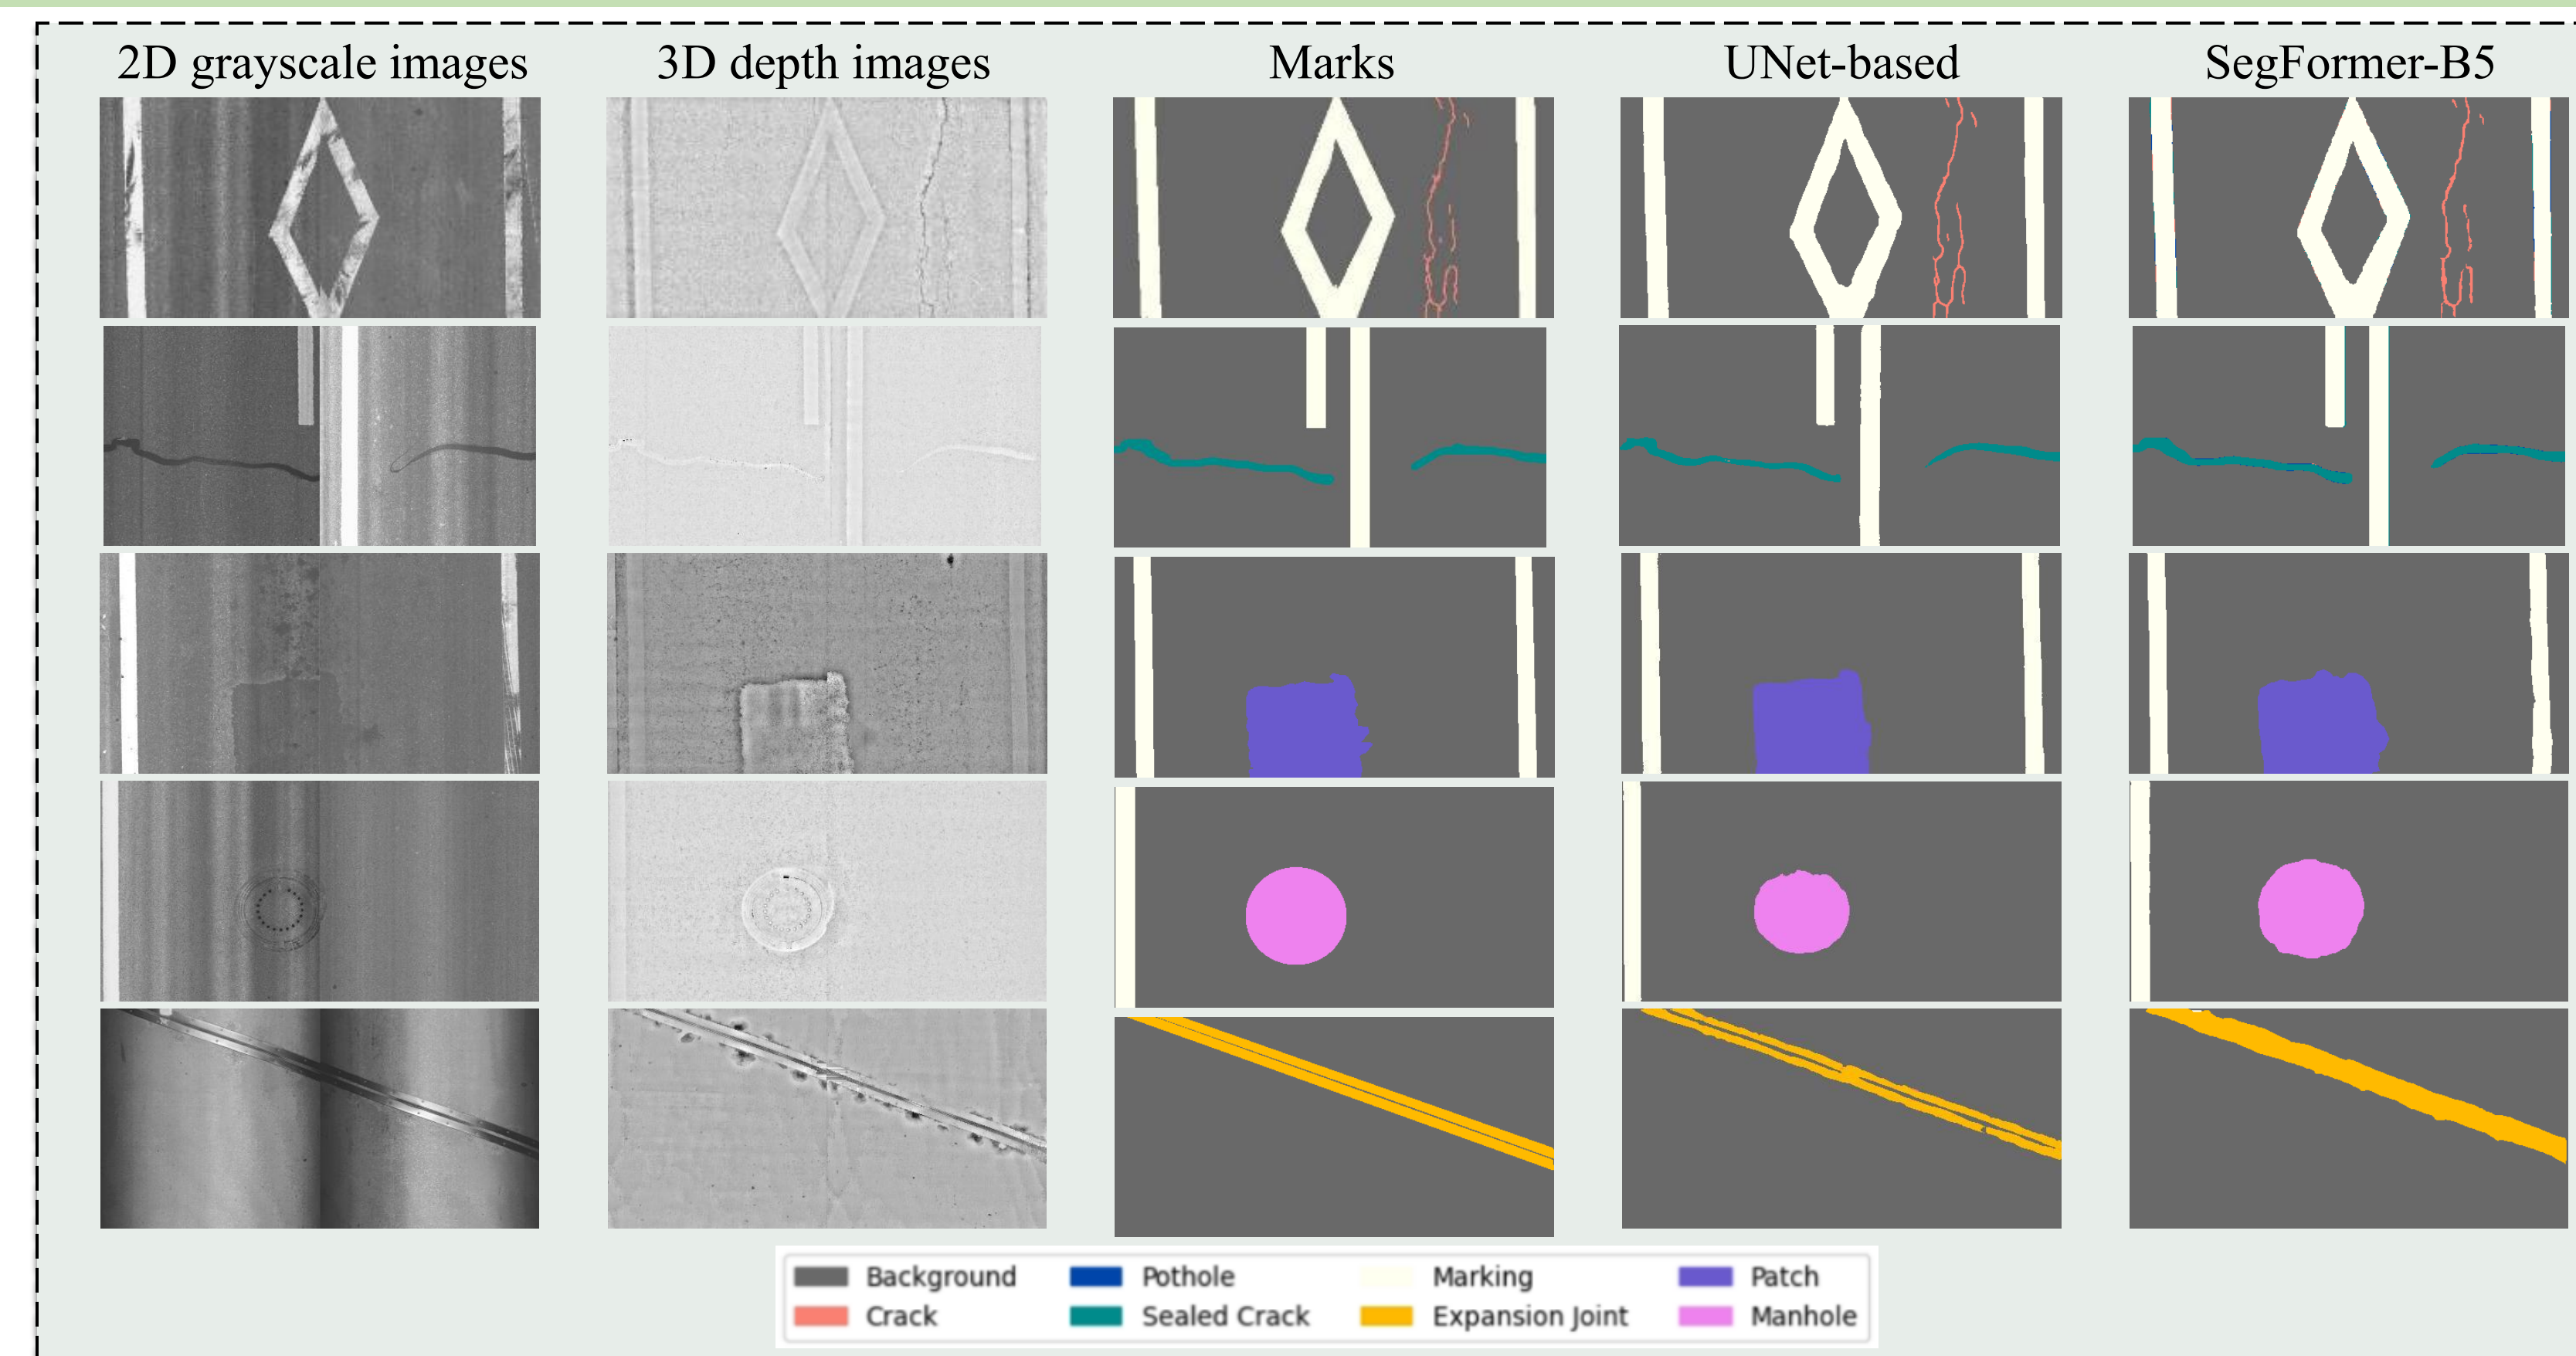 2D grayscale images 3D depth images Marks UNet-based SegFormer-B5
Background Pothole Marking Patch
Crack Sealed Crack Expansion Joint Manhole